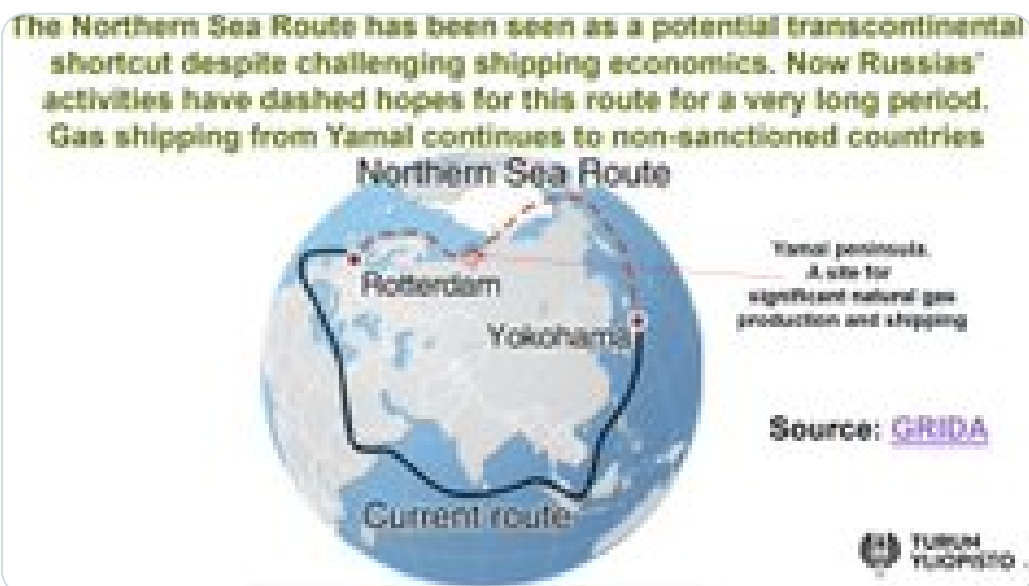 The Northern Sea Route has been seen as a potential transcontinental
shortcut despite challenging shipping economics. Now Russias'
activities have dashed hopes for this route for a very long period.
Gas shipping from Yamal continues to non-sanctioned countries
Northern Sea Route
Yamal peninsula.
A site for
significant natural gas
production and shipping
Rotterdam
Yokohama
Source: GRIDA
Current route
TURUN
YLIOPISTO